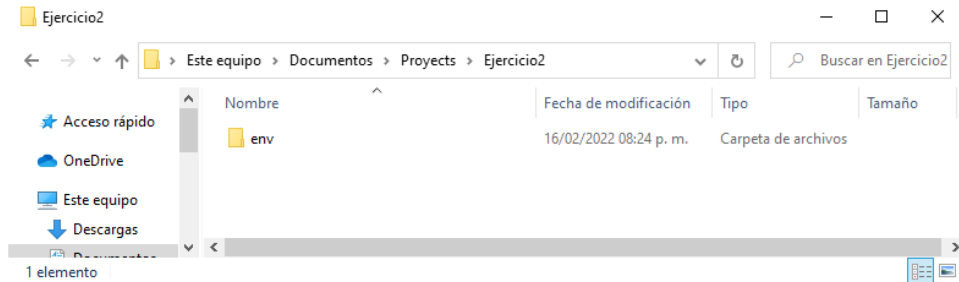 Ejercicio2
Este equipo > Documentos > Proyects > Ejercicio2
Buscar en Ejercicio2
Nombre Fecha de modificación Tipo Tamaño
Acceso rápido
env 16/02/2022 08:24 p. m. Carpeta de archivos
OneDrive
Este equipo
Descargas
Documentos
1 elemento